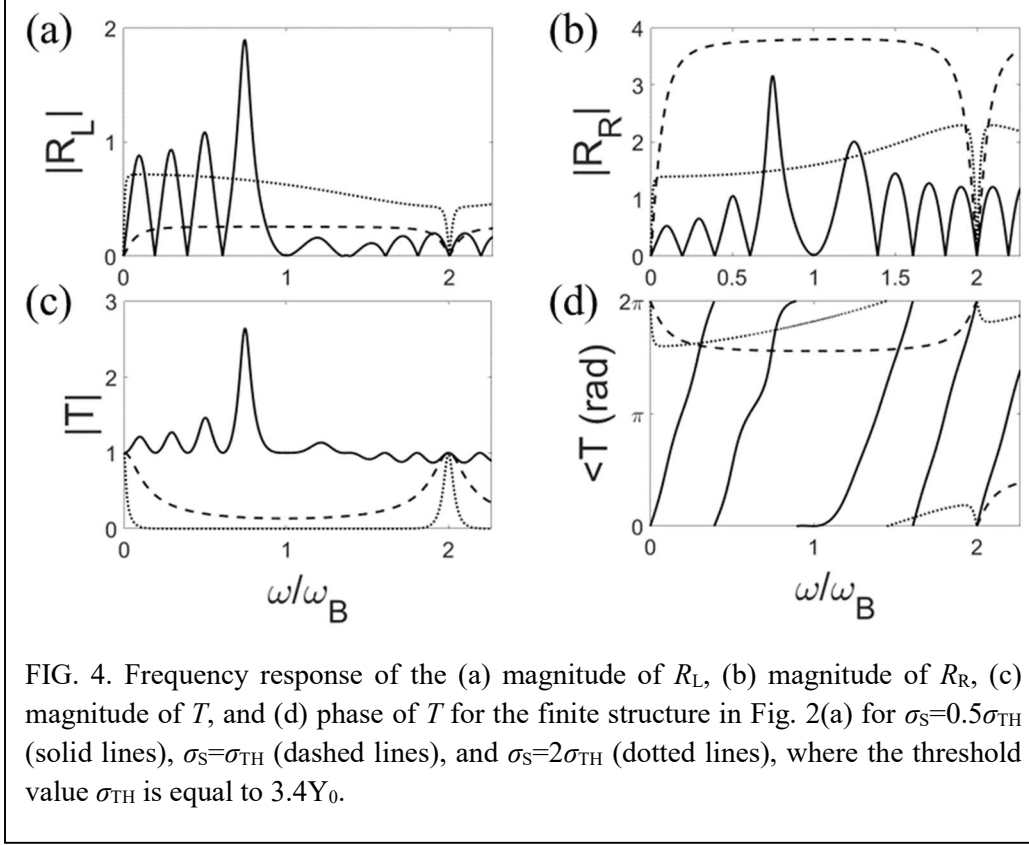 (a)
2
1
0
|R_L|
0
1
2
(b)
4
3
2
1
0
|R_R|
0
0.5
1
1.5
2
(c)
3
2
1
0
|T|
0
1
2
ω/ω_B
(d)
2π
π
0
<T (rad)
0
1
2
ω/ω_B
FIG. 4. Frequency response of the (a) magnitude of R_L, (b) magnitude of R_R, (c)
magnitude of T, and (d) phase of T for the finite structure in Fig. 2(a) for σ_S=0.5σ_TH
(solid lines), σ_S=σ_TH (dashed lines), and σ_S=2σ_TH (dotted lines), where the threshold
value σ_TH is equal to 3.4Y_0.